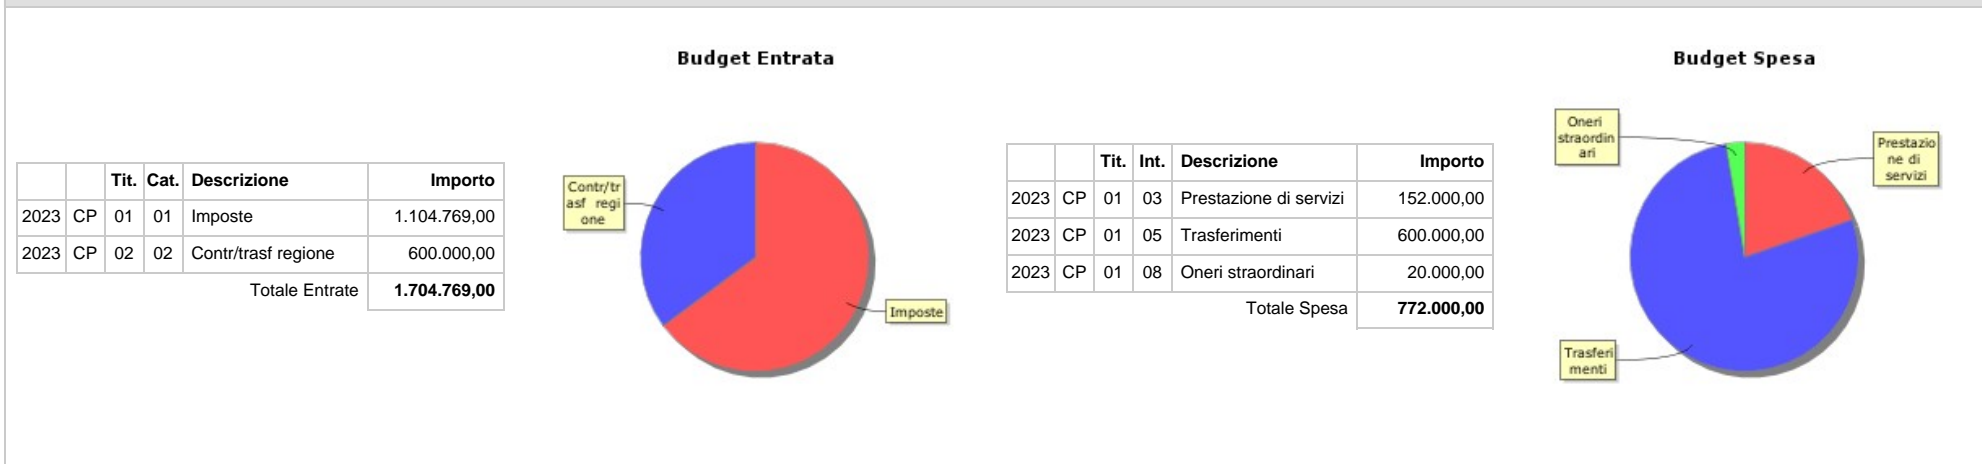 Budget Entrata
Tit. Cat. Descrizione Importo
2023 CP 01 01 Imposte 1.104.769,00
2023 CP 02 02 Contr/trasf regione 600.000,00
Totale Entrate 1.704.769,00
Contr/tr
asf regi
one
Imposte
Budget Spesa
Tit. Int. Descrizione Importo
2023 CP 01 03 Prestazione di servizi 152.000,00
2023 CP 01 05 Trasferimenti 600.000,00
2023 CP 01 08 Oneri straordinari 20.000,00
Totale Spesa 772.000,00
Oneri
straordin
ari
Prestazio
ne di
servizi
Trasferi
menti